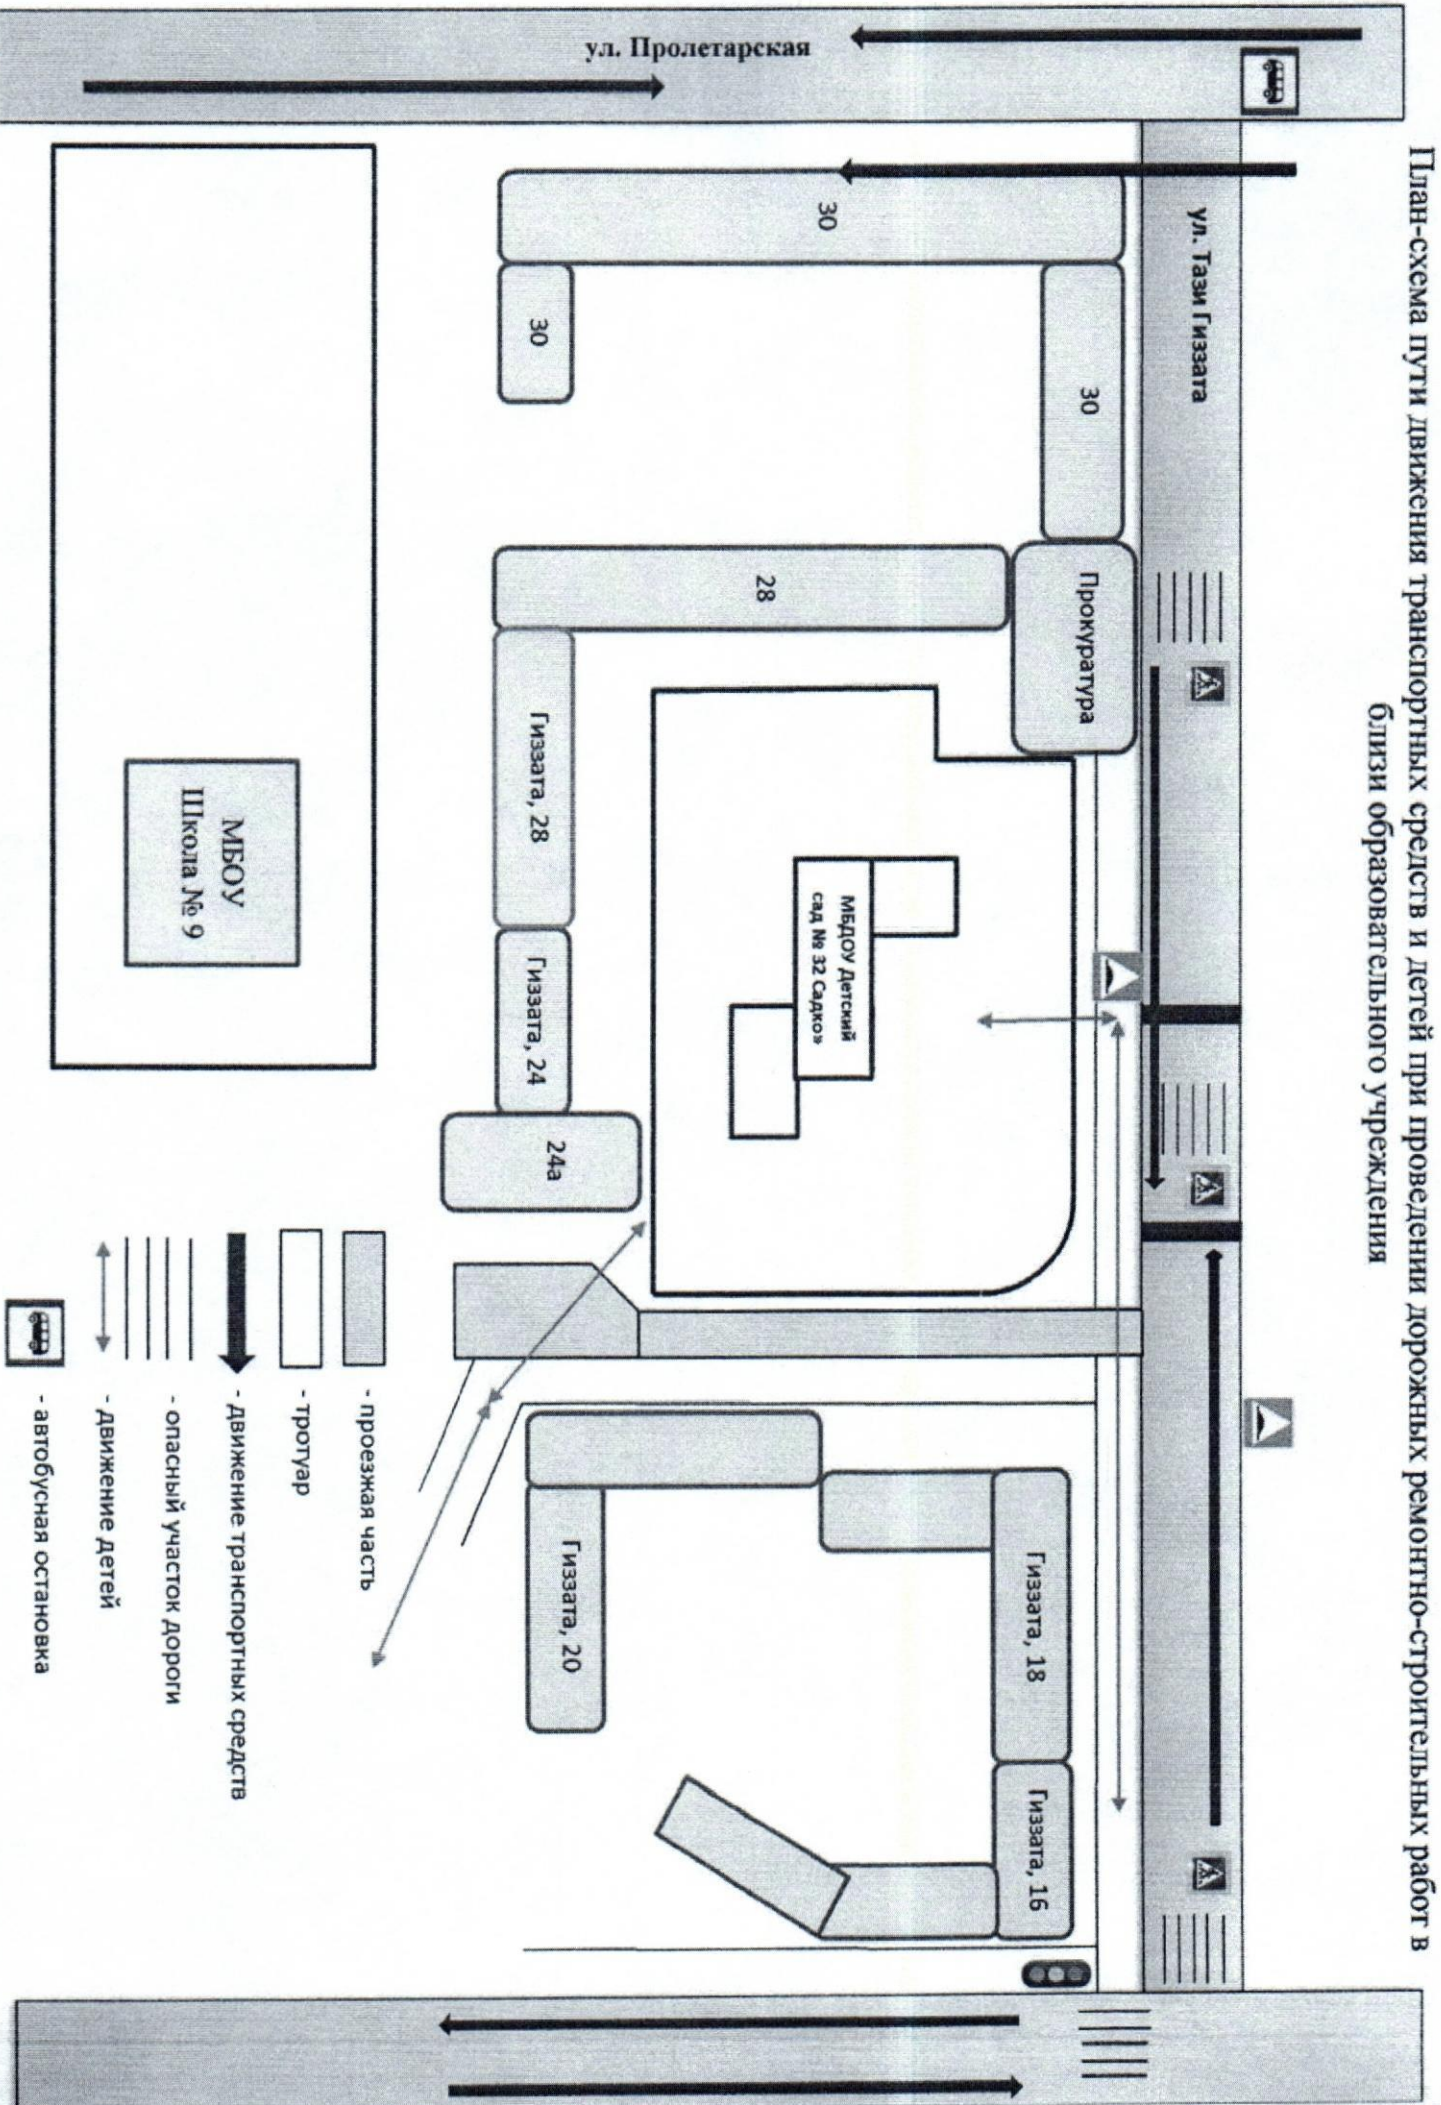 План-схема пути движения транспортных средств и детей при проведении дорожных ремонтно-строительных работ в
близи образовательного учреждения
ул. Пролетарская
ул. Тази Гиззата
30
30
30
Прокуратура
28
Гиззата, 28
Гиззата, 24
24а
МБДОУ Детский
сад № 32 Садко»
МБОУ
Школа № 9
Гиззата, 18
Гиззата, 16
Гиззата, 20
- проезжая часть
- тротуар
- движение транспортных средств
- опасный участок дороги
- движение детей
- автобусная остановка